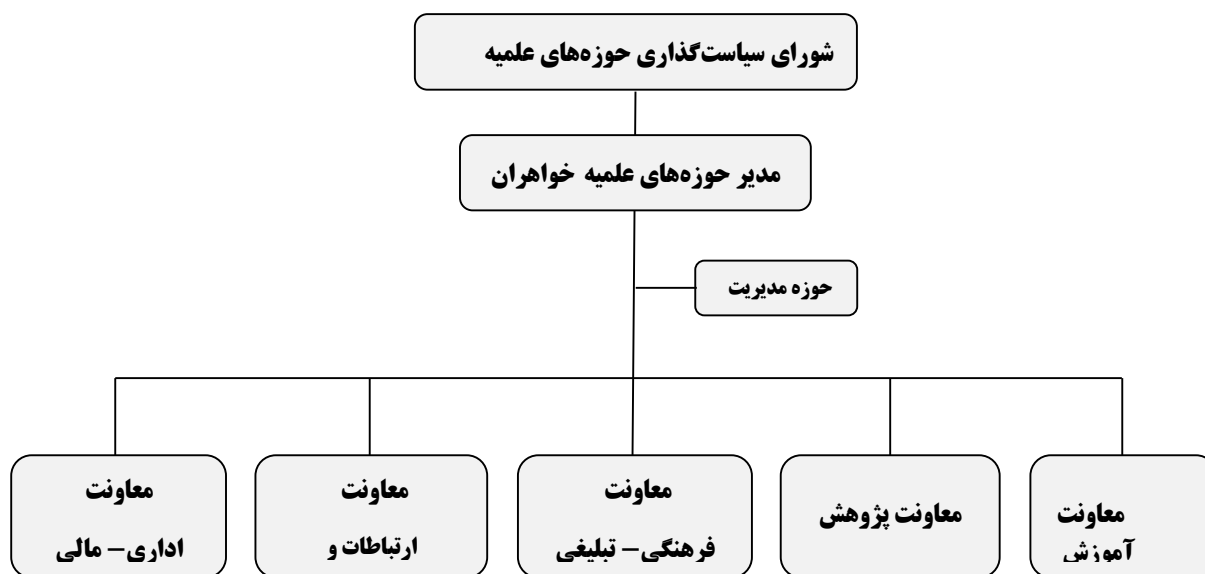 شورای سیاست‌گذاری حوزه‌های علمیه
مدیر حوزه‌های علمیه خواهران
حوزه مدیریت
معاونت
آموزش
معاونت پژوهش
معاونت
فرهنگی- تبلیغی
معاونت
ارتباطات و
معاونت
اداری- مالی